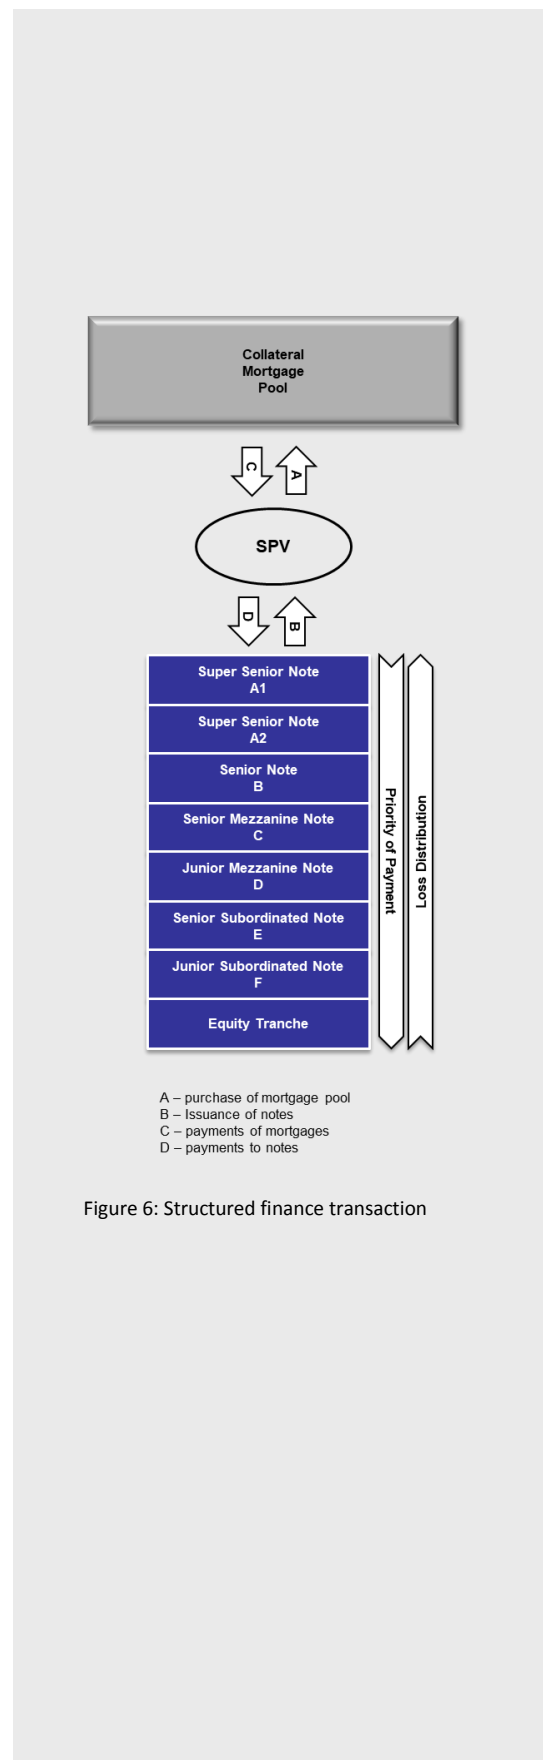 Collateral
Mortgage
Pool
C
A
SPV
D
B
Super Senior Note
A1
Super Senior Note
A2
Senior Note
B
Senior Mezzanine Note
C
Junior Mezzanine Note
D
Senior Subordinated Note
E
Junior Subordinated Note
F
Equity Tranche
Priority of Payment
Loss Distribution
A – purchase of mortgage pool
B – Issuance of notes
C – payments of mortgages
D – payments to notes
Figure 6: Structured finance transaction